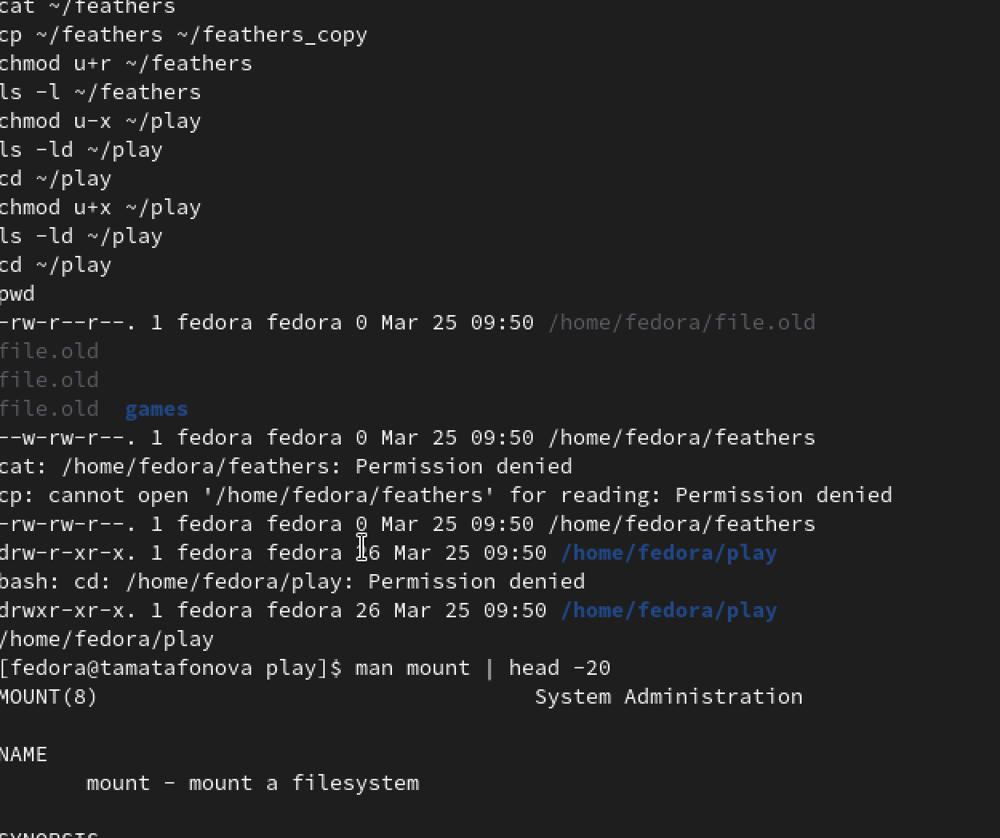 cat ~/feathers
cp ~/feathers ~/feathers_copy
chmod u+r ~/feathers
ls -l ~/feathers
chmod u-x ~/play
ls -ld ~/play
cd ~/play
chmod u+x ~/play
ls -ld ~/play
cd ~/play
pwd
-rw-r--r--. 1 fedora fedora 0 Mar 25 09:50 /home/fedora/file.old
file.old
file.old
file.old  games
--w-rw-r--. 1 fedora fedora 0 Mar 25 09:50 /home/fedora/feathers
cat: /home/fedora/feathers: Permission denied
cp: cannot open '/home/fedora/feathers' for reading: Permission denied
-rw-rw-r--. 1 fedora fedora 0 Mar 25 09:50 /home/fedora/feathers
drw-r-xr-x. 1 fedora fedora 26 Mar 25 09:50 /home/fedora/play
bash: cd: /home/fedora/play: Permission denied
drwxr-xr-x. 1 fedora fedora 26 Mar 25 09:50 /home/fedora/play
/home/fedora/play
[fedora@tamatafonova play]$ man mount | head -20
MOUNT(8) System Administration
NAME
mount - mount a filesystem
SYNOPSIS